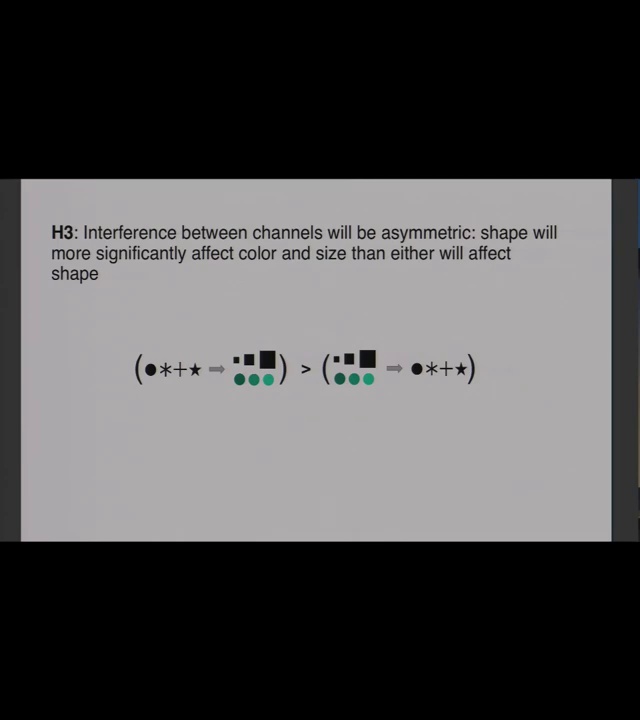 H3: Interference between channels will be asymmetric: shape will
more significantly affect color and size than either will affect
shape
(●*+★ ⇒ ▪◾■ ●●●) > (▪◾■ ●●● ⇒ ●*+★)